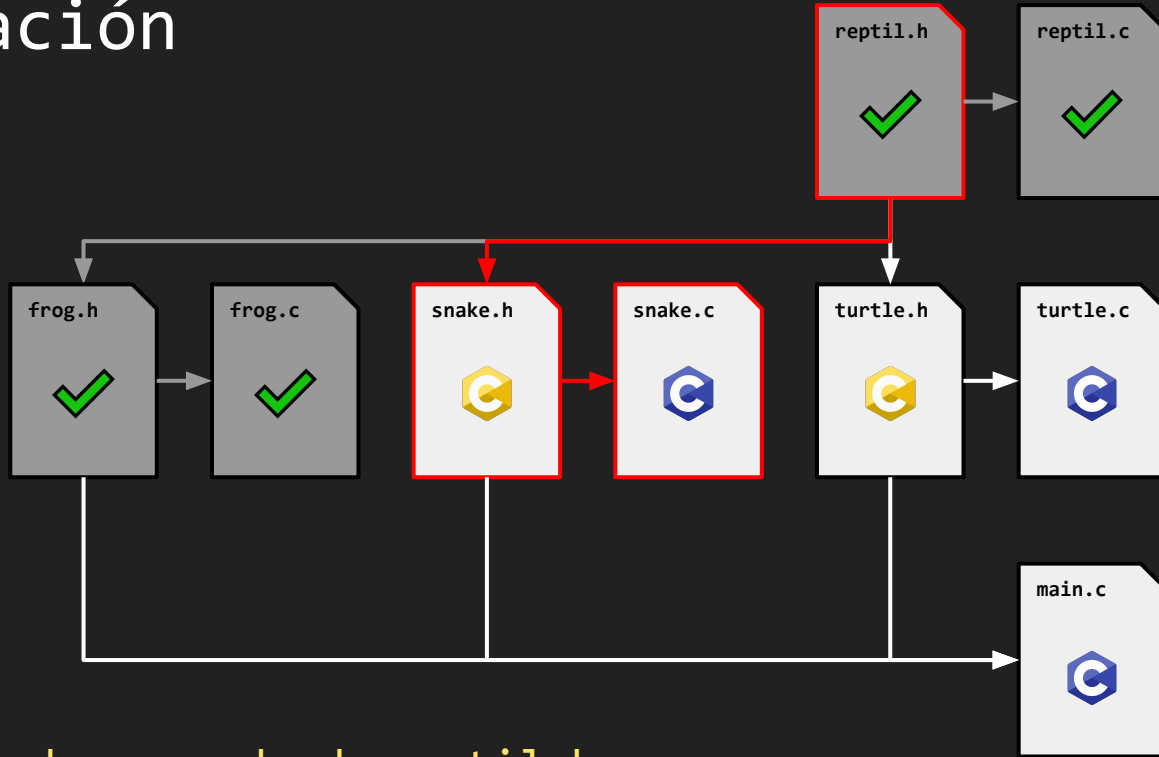 ación
reptil.h
reptil.c
frog.h
frog.c
snake.h
snake.c
turtle.h
turtle.c
main.c